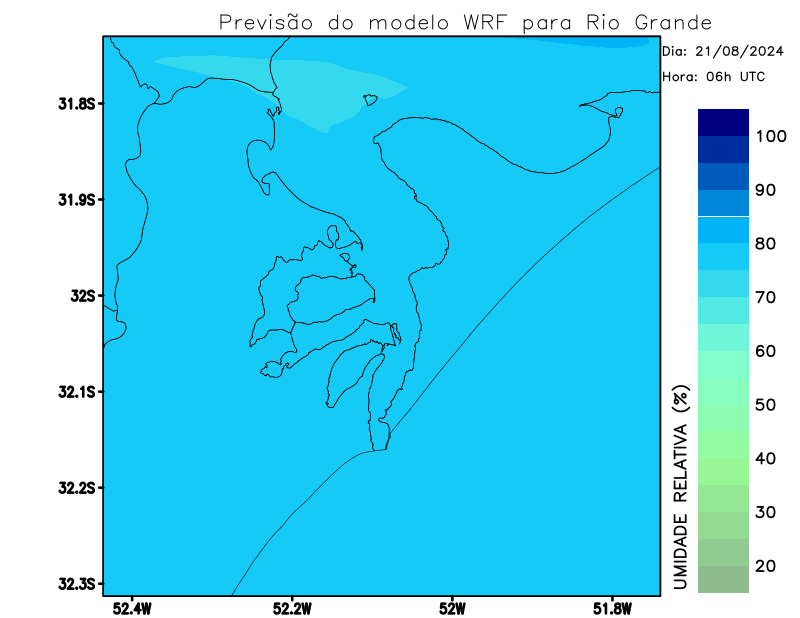 Previsão do modelo WRF para Rio Grande
Dia: 21/08/2024
Hora: 06h UTC
31.8S
31.9S
32S
32.1S
32.2S
32.3S
52.4W
52.2W
52W
51.8W
100
90
80
70
60
50
40
30
20
UMIDADE RELATIVA (%)